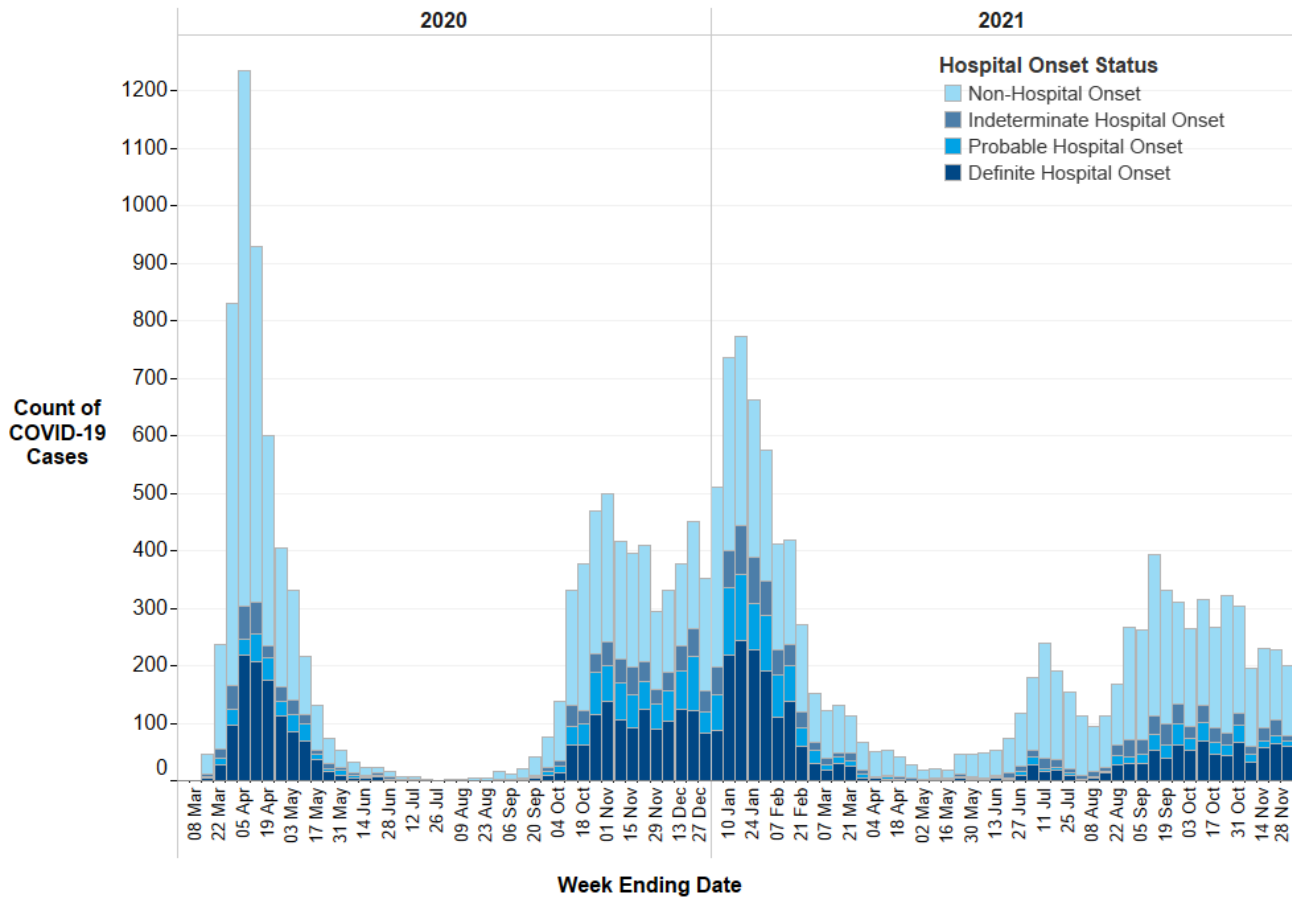 2020
2021
Hospital Onset Status
Non-Hospital Onset
Indeterminate Hospital Onset
Probable Hospital Onset
Definite Hospital Onset
1200
1100
1000
900
800
700
600
500
400
300
200
100
0
Count of
COVID-19
Cases
08 Mar
22 Mar
05 Apr
19 Apr
03 May
17 May
31 May
14 Jun
28 Jun
12 Jul
26 Jul
09 Aug
23 Aug
06 Sep
20 Sep
04 Oct
18 Oct
01 Nov
15 Nov
29 Nov
13 Dec
27 Dec
10 Jan
24 Jan
07 Feb
21 Feb
07 Mar
21 Mar
04 Apr
18 Apr
02 May
16 May
30 May
13 Jun
27 Jun
11 Jul
25 Jul
08 Aug
22 Aug
05 Sep
19 Sep
03 Oct
17 Oct
31 Oct
14 Nov
28 Nov
Week Ending Date